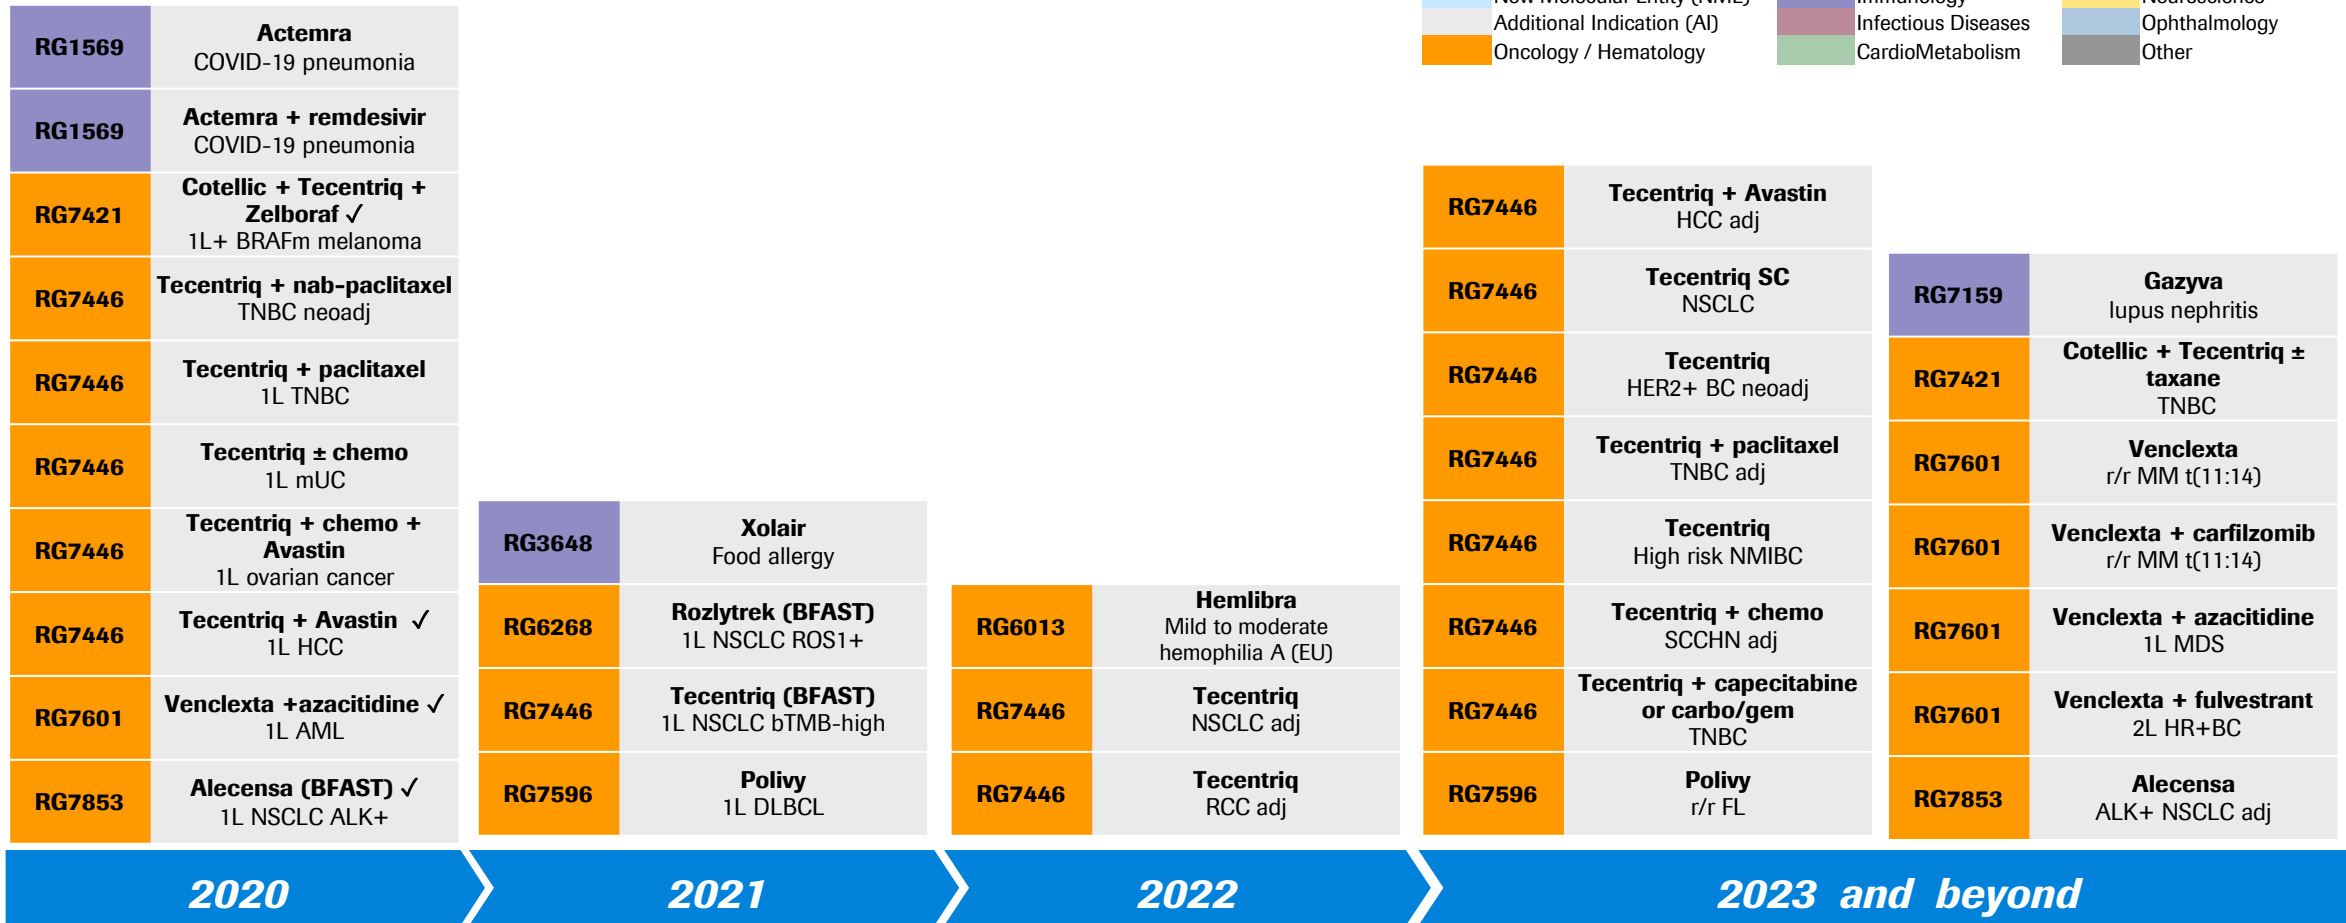 New Molecular Entity (NME)
Additional Indication (AI)
Oncology / Hematology
Immunology
Infectious Diseases
CardioMetabolism
Neuroscience
Ophthalmology
Other
RG1569
Actemra
COVID-19 pneumonia
RG1569
Actemra + remdesivir
COVID-19 pneumonia
RG7421
Cotellic + Tecentriq +
Zelboraf ✓
1L+ BRAFm melanoma
RG7446
Tecentriq + nab-paclitaxel
TNBC neoadj
RG7446
Tecentriq + paclitaxel
1L TNBC
RG7446
Tecentriq ± chemo
1L mUC
RG7446
Tecentriq + chemo +
Avastin
1L ovarian cancer
RG7446
Tecentriq + Avastin ✓
1L HCC
RG7601
Venclexta +azacitidine ✓
1L AML
RG7853
Alecensa (BFAST) ✓
1L NSCLC ALK+
RG3648
Xolair
Food allergy
RG6268
Rozlytrek (BFAST)
1L NSCLC ROS1+
RG7446
Tecentriq (BFAST)
1L NSCLC bTMB-high
RG7596
Polivy
1L DLBCL
RG6013
Hemlibra
Mild to moderate
hemophilia A (EU)
RG7446
Tecentriq
NSCLC adj
RG7446
Tecentriq
RCC adj
RG7446
Tecentriq + Avastin
HCC adj
RG7446
Tecentriq SC
NSCLC
RG7446
Tecentriq
HER2+ BC neoadj
RG7446
Tecentriq + paclitaxel
TNBC adj
RG7446
Tecentriq
High risk NMIBC
RG7446
Tecentriq + chemo
SCCHN adj
RG7446
Tecentriq + capecitabine
or carbo/gem
TNBC
RG7596
Polivy
r/r FL
RG7159
Gazyva
lupus nephritis
RG7421
Cotellic + Tecentriq ±
taxane
TNBC
RG7601
Venclexta
r/r MM t(11:14)
RG7601
Venclexta + carfilzomib
r/r MM t(11:14)
RG7601
Venclexta + azacitidine
1L MDS
RG7601
Venclexta + fulvestrant
2L HR+BC
RG7853
Alecensa
ALK+ NSCLC adj
2020
2021
2022
2023 and beyond